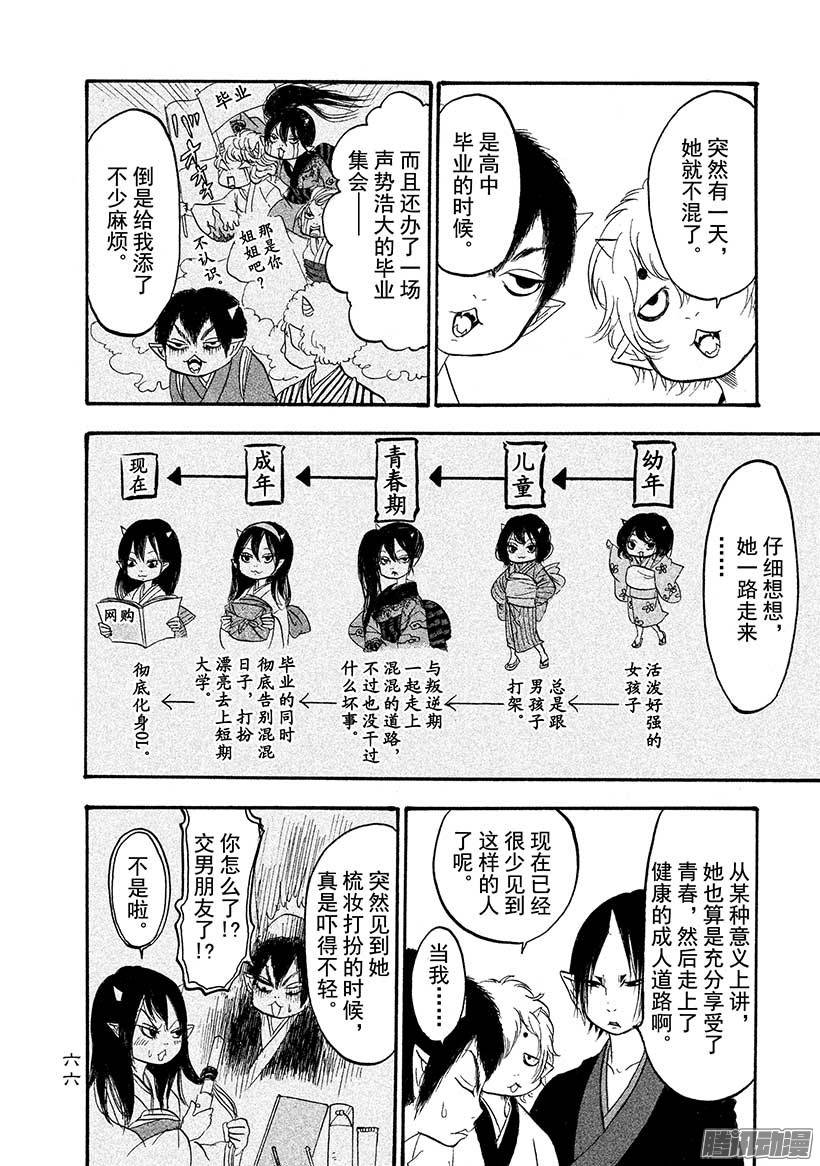 突然有一天，
她就不混了。
是高中
毕业的时候。
而且还办了一场
声势浩大的毕业
集会——
毕业
那是你
姐姐吧？
不认识。
倒是给我添了
不少麻烦。
仔细想想，
她一路走来
……
幼年
活泼好强的
女孩子
儿童
总是跟
男孩子
打架。
青春期
与叛逆期
一起走上
混混的道路，
不过也没干过
什么坏事。
成年
毕业的同时
彻底告别混混
日子，打扮
漂亮去上短期
大学。
现在
网购
彻底化身OL。
从某种意义上讲，
她也算是充分享受了
青春，然后走上了
健康的成人道路啊。
现在已经
很少见到
这样的人
了呢。
当我……
突然见到她
梳妆打扮的时候，
真是吓得不轻。
你怎么了！？
交男朋友了！？
不是啦。
六六
腾讯动漫